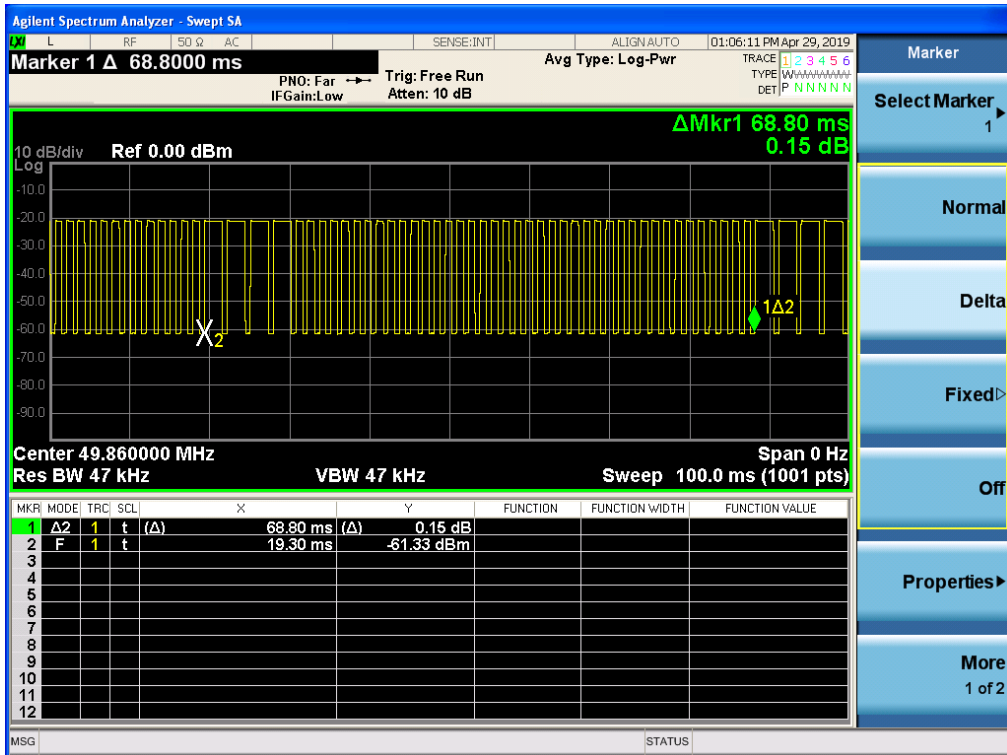 Agilent Spectrum Analyzer - Swept SA
LXI L RF 50 Ω AC SENSE:INT ALIGN AUTO 01:06:11 PM Apr 29, 2019
Marker 1 Δ 68.8000 ms
PNO: Far
IFGain:Low
Trig: Free Run
Atten: 10 dB
Avg Type: Log-Pwr
TRACE 1 2 3 4 5 6
TYPE
DET P N N N N N
ΔMkr1 68.80 ms
0.15 dB
10 dB/div Ref 0.00 dBm
Log
-10.0
-20.0
-30.0
-40.0
-50.0
-60.0
-70.0
-80.0
-90.0
X2
1Δ2
Center 49.860000 MHz Span 0 Hz
Res BW 47 kHz VBW 47 kHz Sweep 100.0 ms (1001 pts)
MKR MODE TRC SCL X Y FUNCTION FUNCTION WIDTH FUNCTION VALUE
1 Δ2 1 t (Δ) 68.80 ms (Δ) 0.15 dB
2 F 1 t 19.30 ms -61.33 dBm
3
4
5
6
7
8
9
10
11
12
MSG STATUS
Marker
Select Marker
1
Normal
Delta
Fixed
Off
Properties
More
1 of 2